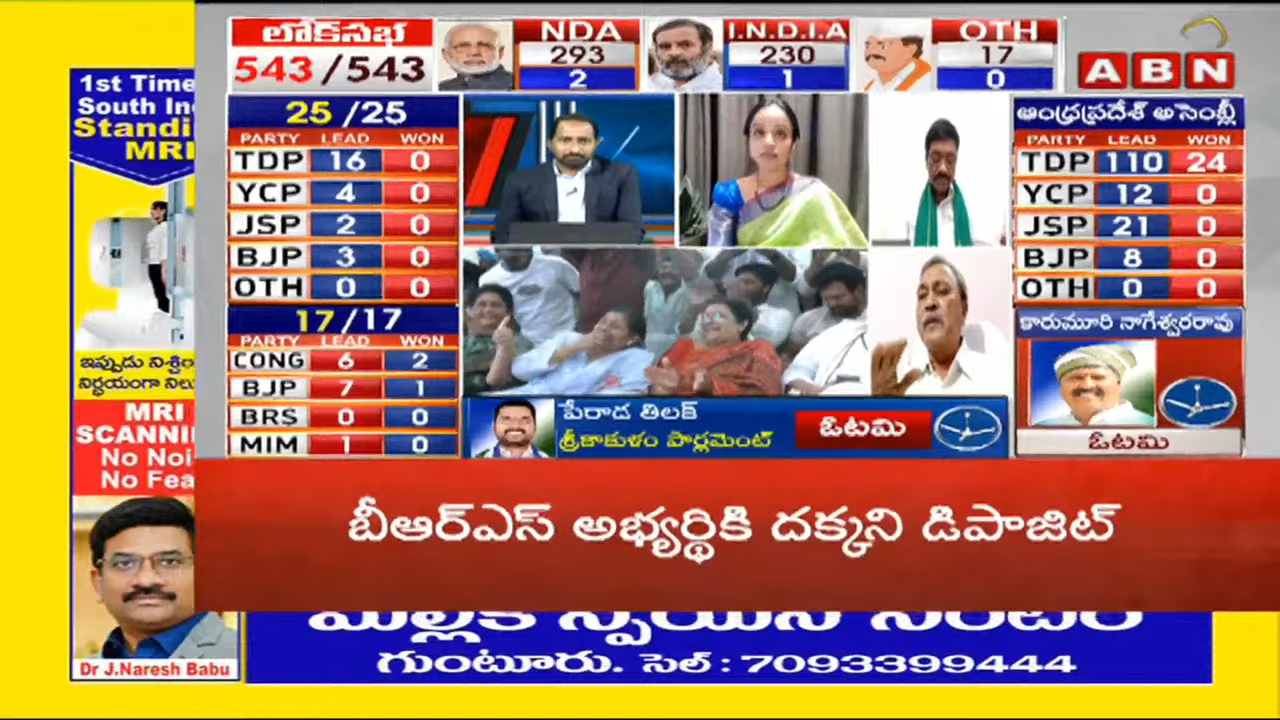 లోక్‌సభ
543 /543
NDA
293
2
I.N.D.I.A
230
1
OTH
17
0
ABN
1st Time
South
Standi
MRI
25 /25
PARTY LEAD WON
TDP 16 0
YCP 4 0
JSP 2 0
BJP 3 0
OTH 0 0
17/17
PARTY LEAD WON
CONG 6 2
BJP 7 1
BRS 0 0
MIM 1 0
ఆంధ్రప్రదేశ్ అసెంబ్లీ
PARTY LEAD WON
TDP 110 24
YCP 12 0
JSP 21 0
BJP 8 0
OTH 0 0
కారుమూరి నాగేశ్వరరావు
ఓటమి
పేరాడ తిలక్
శ్రీకాకుళం పార్లమెంట్
ఓటమి
ఇప్పుడు
నిర్భయంగా
MRI
SCANNI
No Noi
No Fea
బీఆర్ఎస్ అభ్యర్థికి దక్కని డిపాజిట్
Dr J.Naresh Babu
గుంటూరు. సెల్ : 7093399444